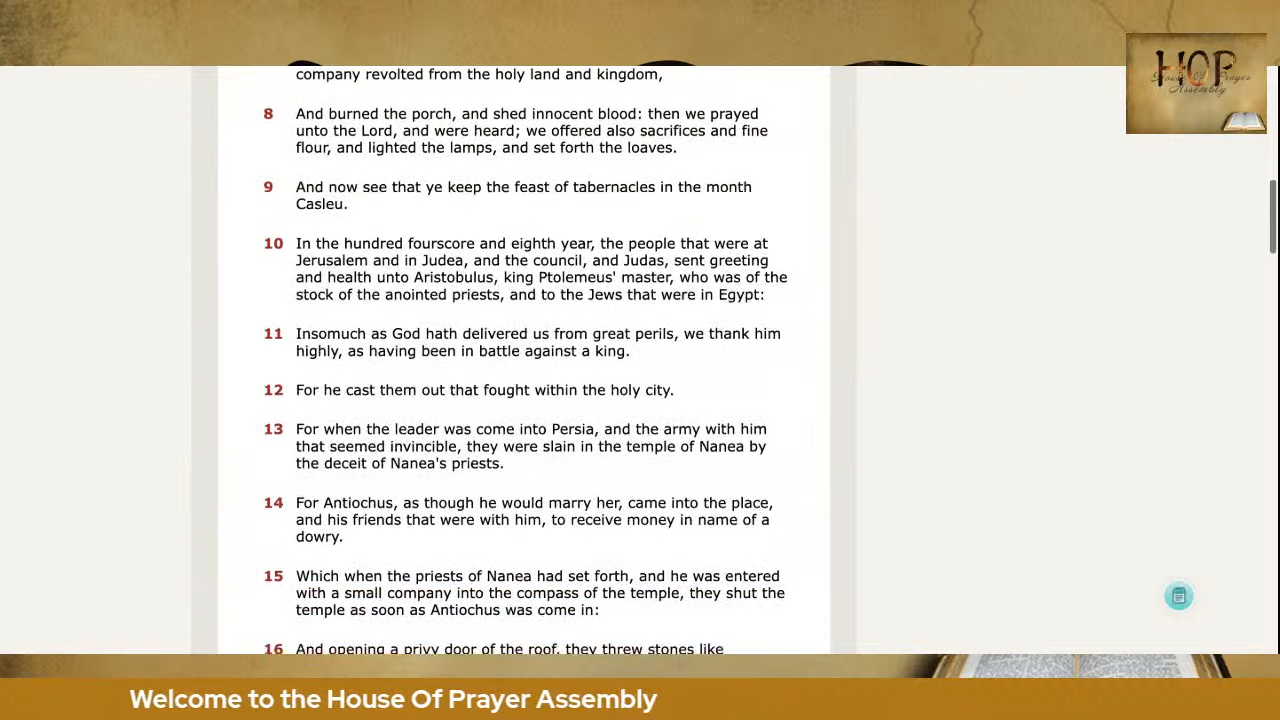 HOP
House Of Prayer
Assembly
company revolted from the holy land and kingdom,
8 And burned the porch, and shed innocent blood: then we prayed
unto the Lord, and were heard; we offered also sacrifices and fine
flour, and lighted the lamps, and set forth the loaves.
9 And now see that ye keep the feast of tabernacles in the month
Casleu.
10 In the hundred fourscore and eighth year, the people that were at
Jerusalem and in Judea, and the council, and Judas, sent greeting
and health unto Aristobulus, king Ptolemeus' master, who was of the
stock of the anointed priests, and to the Jews that were in Egypt:
11 Insomuch as God hath delivered us from great perils, we thank him
highly, as having been in battle against a king.
12 For he cast them out that fought within the holy city.
13 For when the leader was come into Persia, and the army with him
that seemed invincible, they were slain in the temple of Nanea by
the deceit of Nanea's priests.
14 For Antiochus, as though he would marry her, came into the place,
and his friends that were with him, to receive money in name of a
dowry.
15 Which when the priests of Nanea had set forth, and he was entered
with a small company into the compass of the temple, they shut the
temple as soon as Antiochus was come in:
16 And opening a privy door of the roof, they threw stones like
Welcome to the House Of Prayer Assembly